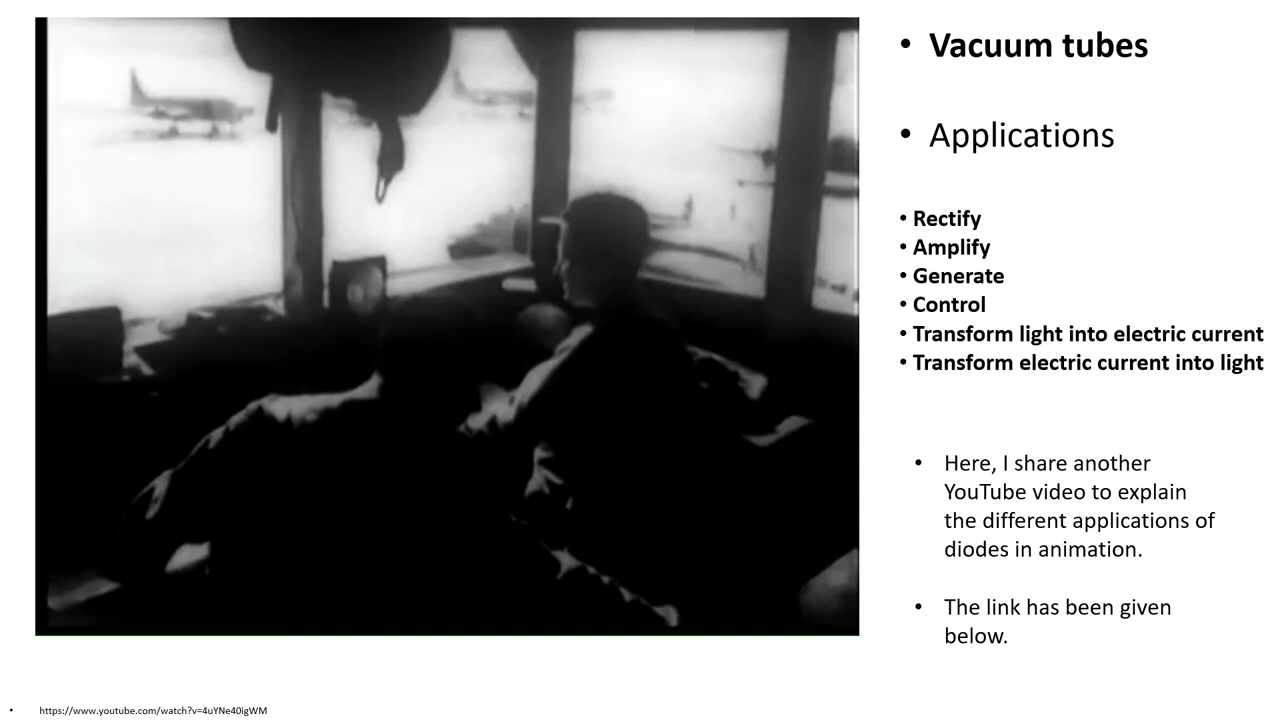 • Vacuum tubes
• Applications
• Rectify
• Amplify
• Generate
• Control
• Transform light into electric current
• Transform electric current into light
• Here, I share another
YouTube video to explain
the different applications of
diodes in animation.
• The link has been given
below.
• https://www.youtube.com/watch?v=4uYNe40igWM